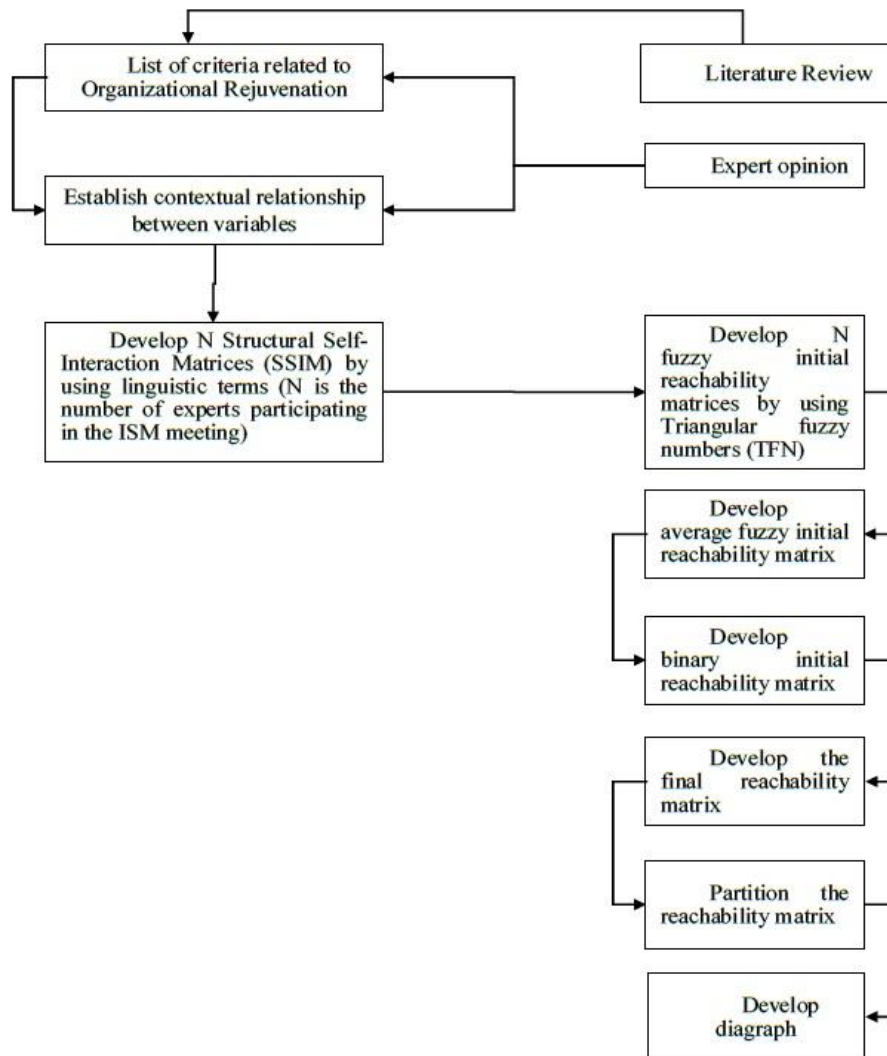 List of criteria related to
Organizational Rejuvenation
Literature Review
Expert opinion
Establish contextual relationship
between variables
Develop N Structural Self-
Interaction Matrices (SSIM) by
using linguistic terms (N is the
number of experts participating
in the ISM meeting)
Develop N
fuzzy initial
reachability
matrices by using
Triangular fuzzy
numbers (TFN)
Develop
average fuzzy initial
reachability matrix
Develop
binary initial
reachability matrix
Develop the
final reachability
matrix
Partition the
reachability matrix
Develop
diagraph